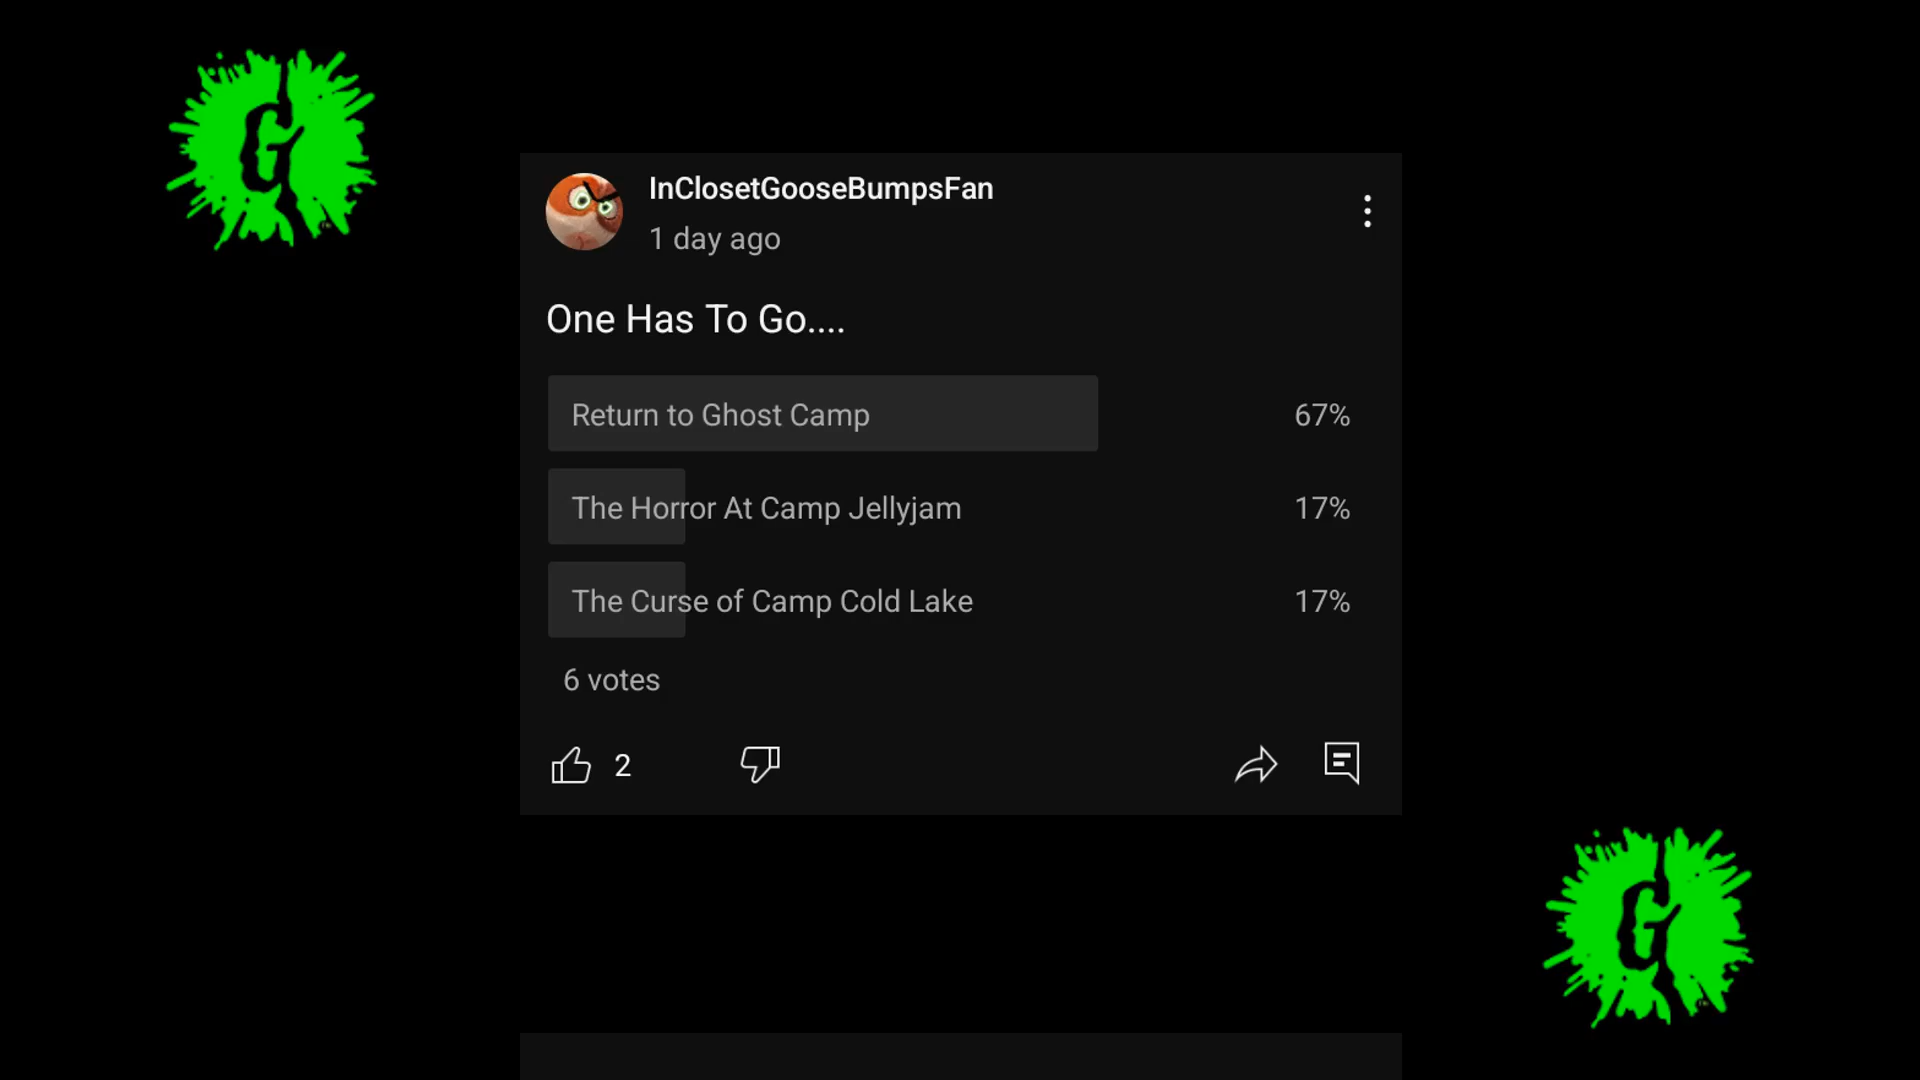 G
InClosetGooseBumpsFan
1 day ago
One Has To Go....
Return to Ghost Camp 67%
The Horror At Camp Jellyjam 17%
The Curse of Camp Cold Lake 17%
6 votes
2
G